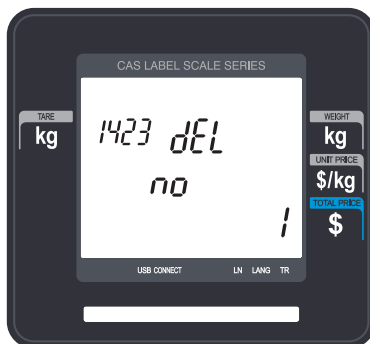 CAS LABEL SCALE SERIES
TARE
kg
1423 dEL
no
1
WEIGHT
kg
UNIT PRICE
$/kg
TOTAL PRICE
$
USB CONNECT LN LANG TR